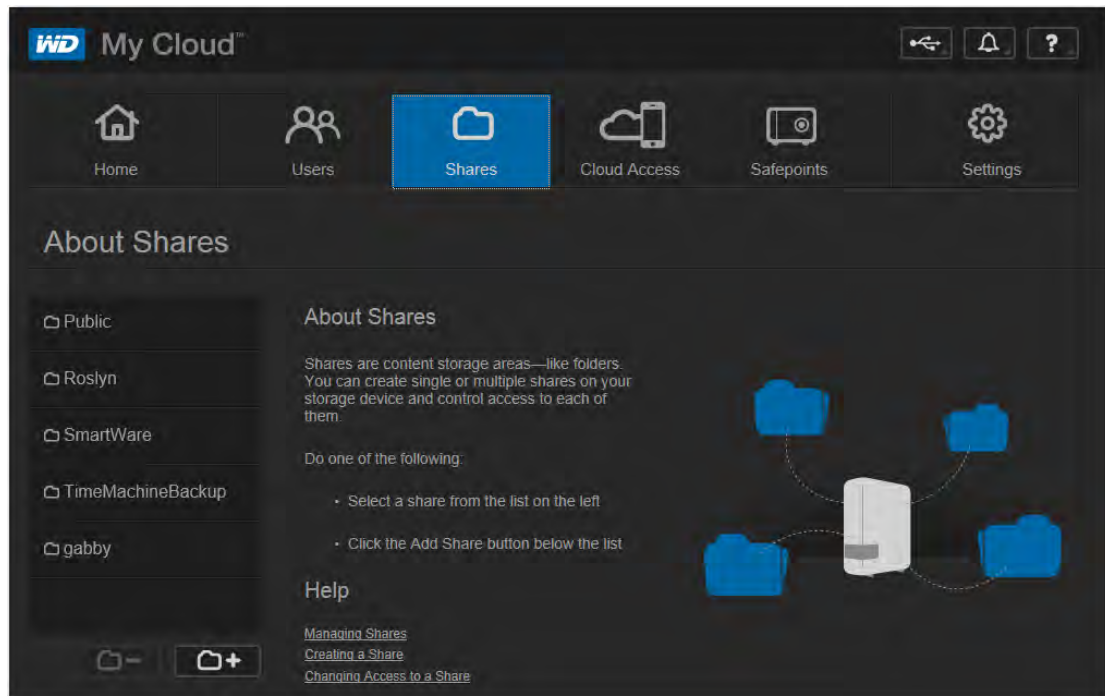 WD My Cloud™
?
Home
Users
Shares
Cloud Access
Safepoints
Settings
About Shares
Public
Roslyn
SmartWare
TimeMachineBackup
gabby
About Shares
Shares are content storage areas—like folders.
You can create single or multiple shares on your
storage device and control access to each of
them.
Do one of the following:
• Select a share from the list on the left
• Click the Add Share button below the list
Help
Managing Shares
Creating a Share
Changing Access to a Share